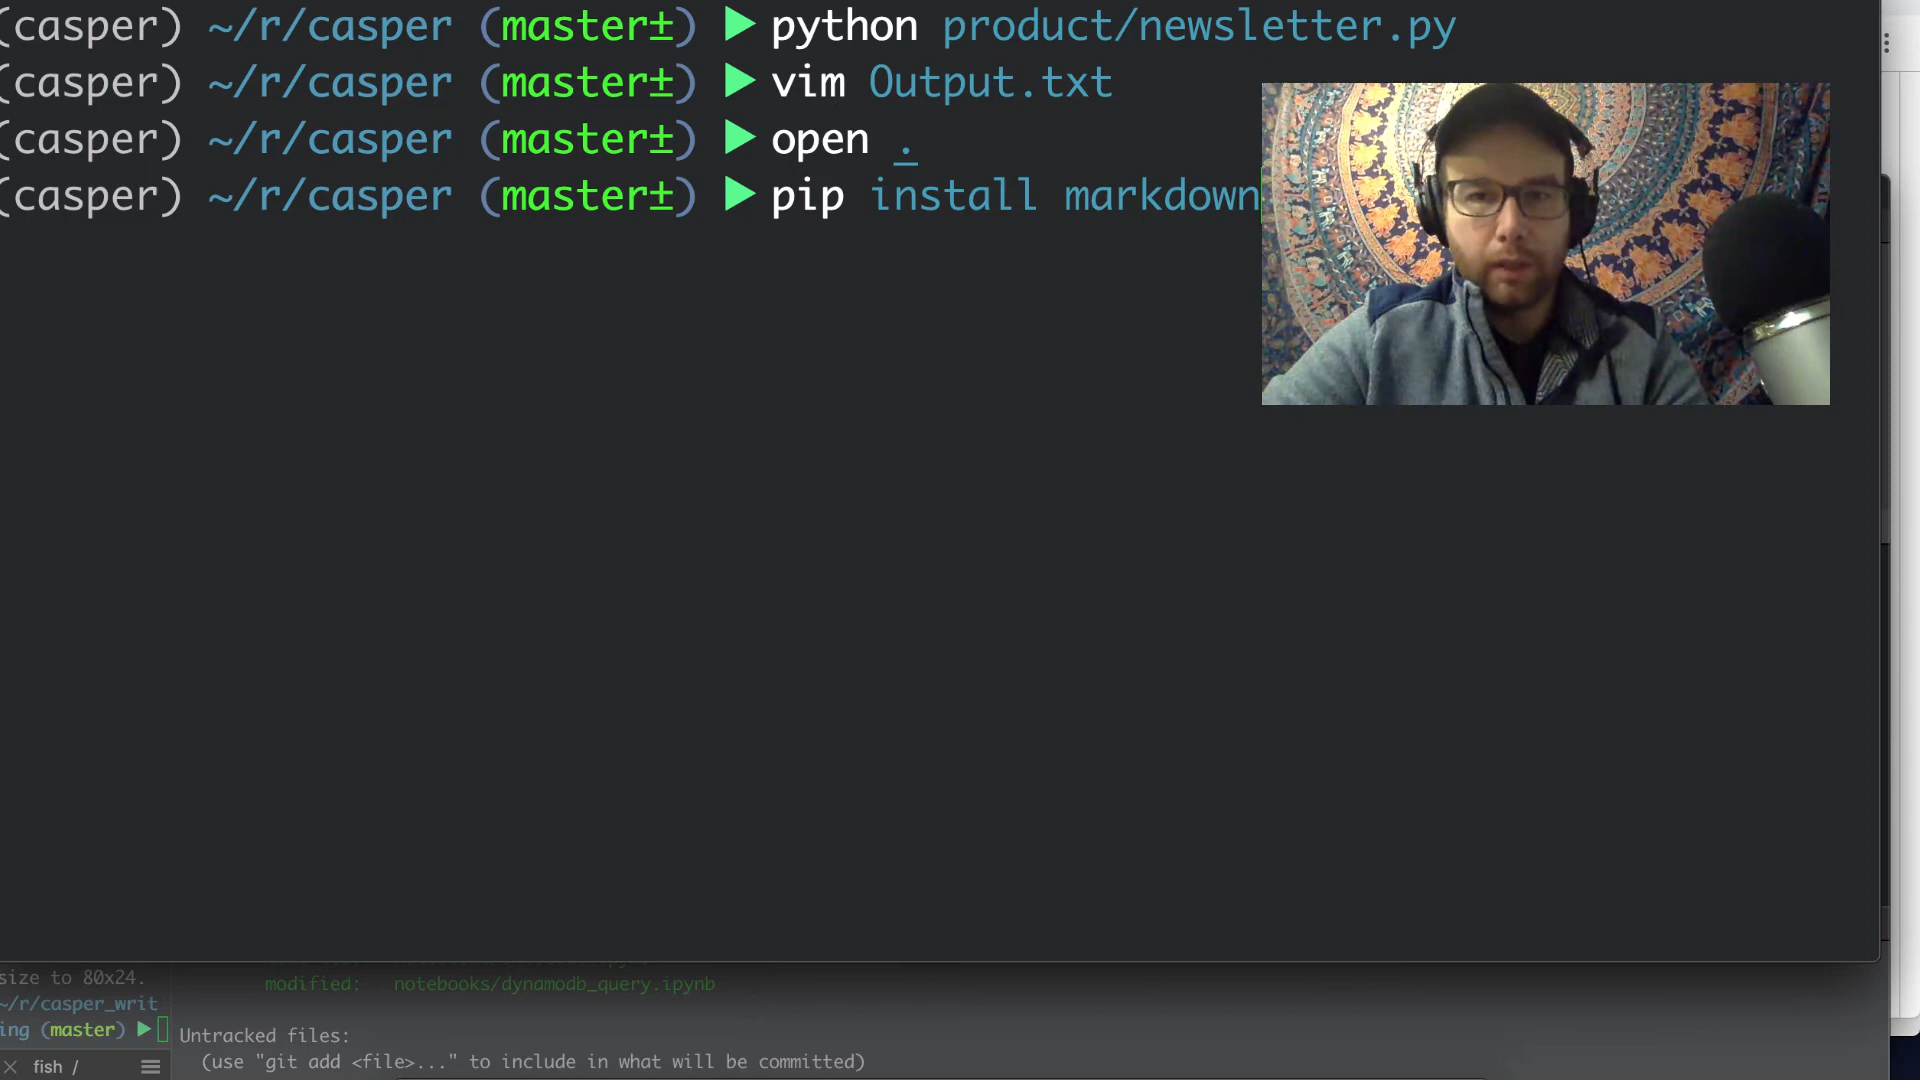 (casper) ~/r/casper (master±) ▶ python product/newsletter.py
(casper) ~/r/casper (master±) ▶ vim Output.txt
(casper) ~/r/casper (master±) ▶ open .
(casper) ~/r/casper (master±) ▶ pip install markdown
size to 80x24.
~/r/casper_writ
ing (master) ▶
fish /
modified: notebooks/dynamodb_query.ipynb
Untracked files:
(use "git add <file>..." to include in what will be committed)